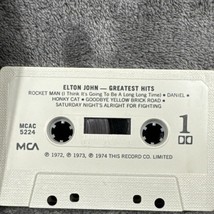 ELTON JOHN — GREATEST HITS
ROCKET MAN (I Think It's Going To Be A Long Long Time) • DANIEL •
HONKY CAT • GOODBYE YELLOW BRICK ROAD •
SATURDAY NIGHT'S ALRIGHT FOR FIGHTING
MCAC
5224
1
MCA
℗ 1972, ℗ 1973, ℗ 1974 THIS RECORD CO. LIMITED